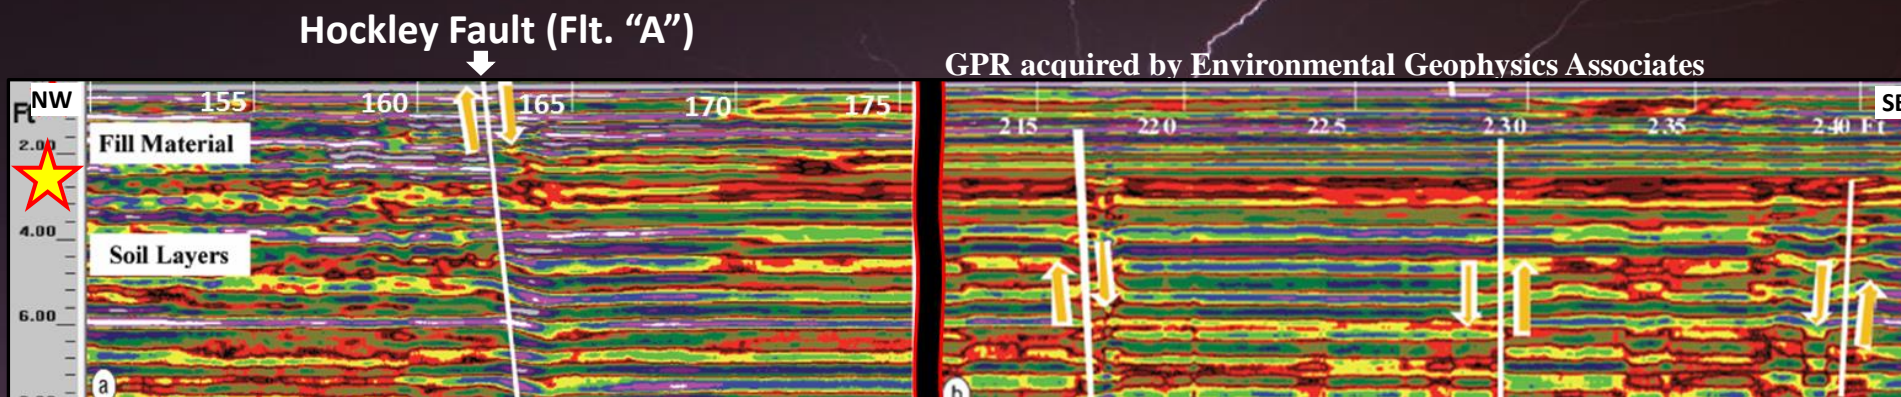 Hockley Fault (Flt. “A”)
GPR acquired by Environmental Geophysics Associates
NW
155 160 165 170 175
215 220 225 230 235 240 Ft
SE
2.00
Fill Material
4.00
Soil Layers
6.00
a